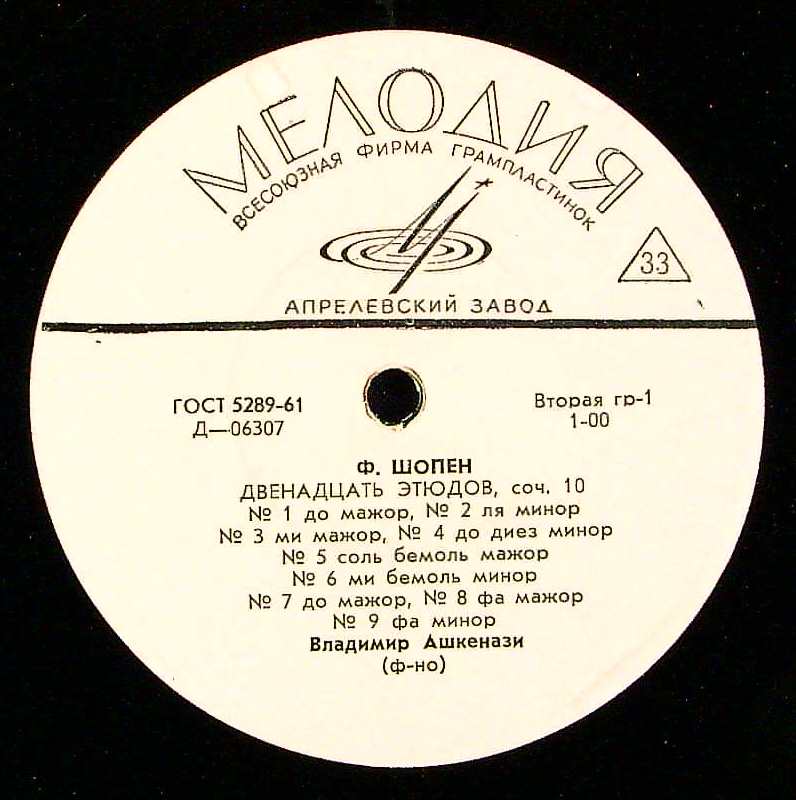 МЕЛОДИЯ
ВСЕСОЮЗНАЯ ФИРМА ГРАМПЛАСТИНОК
33
АПРЕЛЕВСКИЙ ЗАВОД
ГОСТ 5289-61
Д—06307
Вторая гр-1
1-00
Ф. ШОПЕН
ДВЕНАДЦАТЬ ЭТЮДОВ, соч. 10
№ 1 до мажор, № 2 ля минор
№ 3 ми мажор, № 4 до диез минор
№ 5 соль бемоль мажор
№ 6 ми бемоль минор
№ 7 до мажор, № 8 фа мажор
№ 9 фа минор
Владимир Ашкенази
(ф-но)